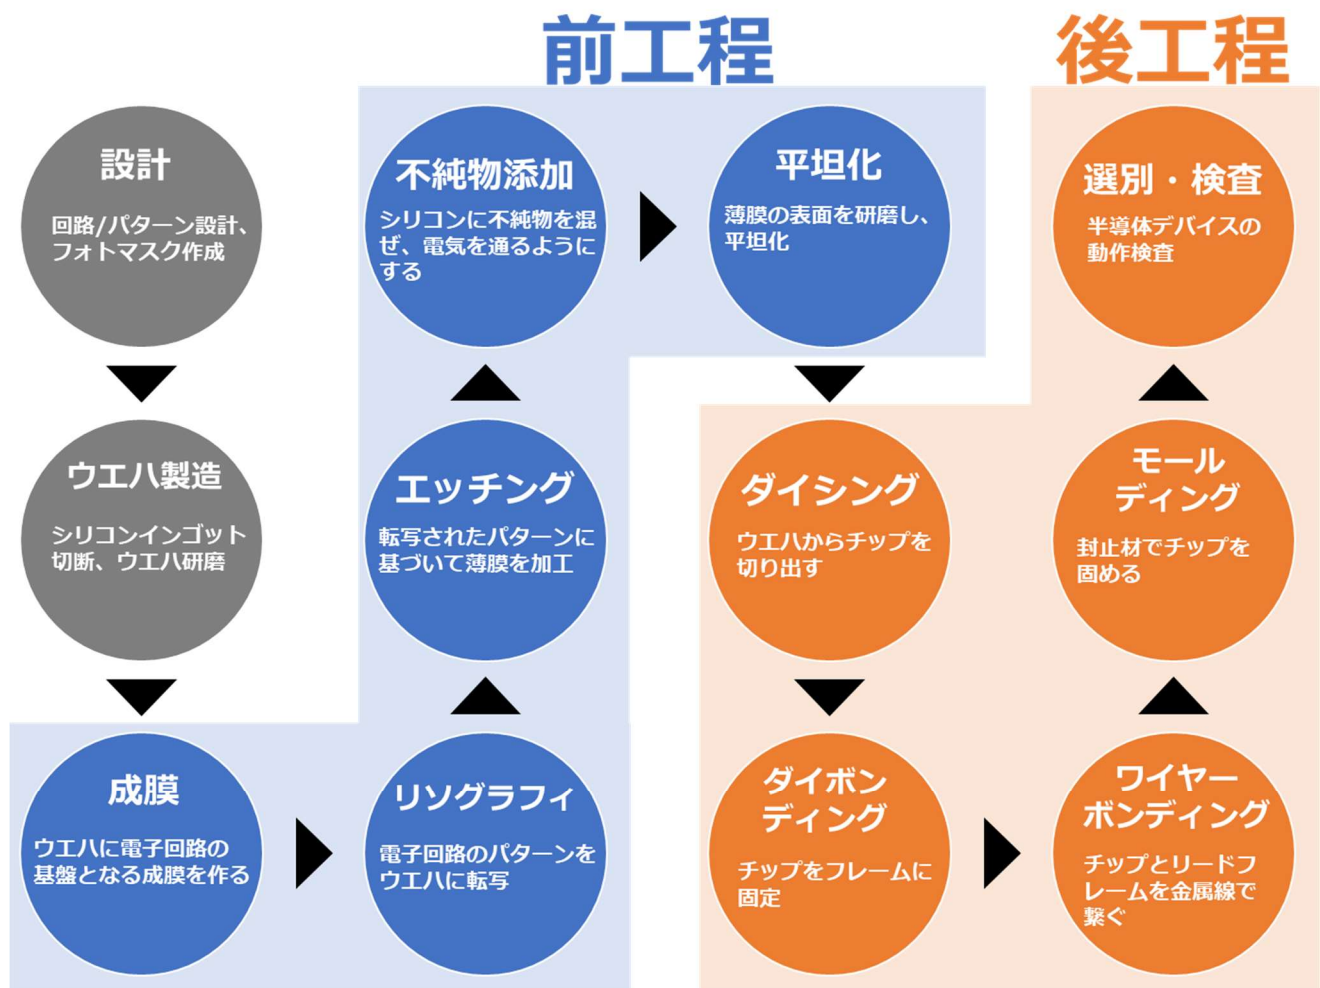 前工程
後工程
設計
回路/パターン設計、
フォトマスク作成
ウエハ製造
シリコンインゴット
切断、ウエハ研磨
成膜
ウエハに電子回路の
基盤となる成膜を作る
リソグラフィ
電子回路のパターンを
ウエハに転写
エッチング
転写されたパターンに
基づいて薄膜を加工
不純物添加
シリコンに不純物を混
ぜ、電気を通るように
する
平坦化
薄膜の表面を研磨し、
平坦化
ダイシング
ウエハからチップを
切り出す
ダイボン
ディング
チップをフレームに
固定
ワイヤー
ボンディング
チップとリードフ
レームを金属線で
繋ぐ
モール
ディング
封止材でチップを
固める
選別・検査
半導体デバイスの
動作検査